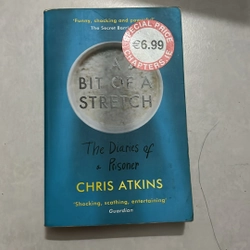 'Funny, shocking and
The Secret
SPECIAL PRICE
€6.99
CHAPTERS.IE
A
BIT OF A
STRETCH
The Diaries of
a Prisoner
CHRIS ATKINS
'Shocking, scathing, entertaining'
Guardian